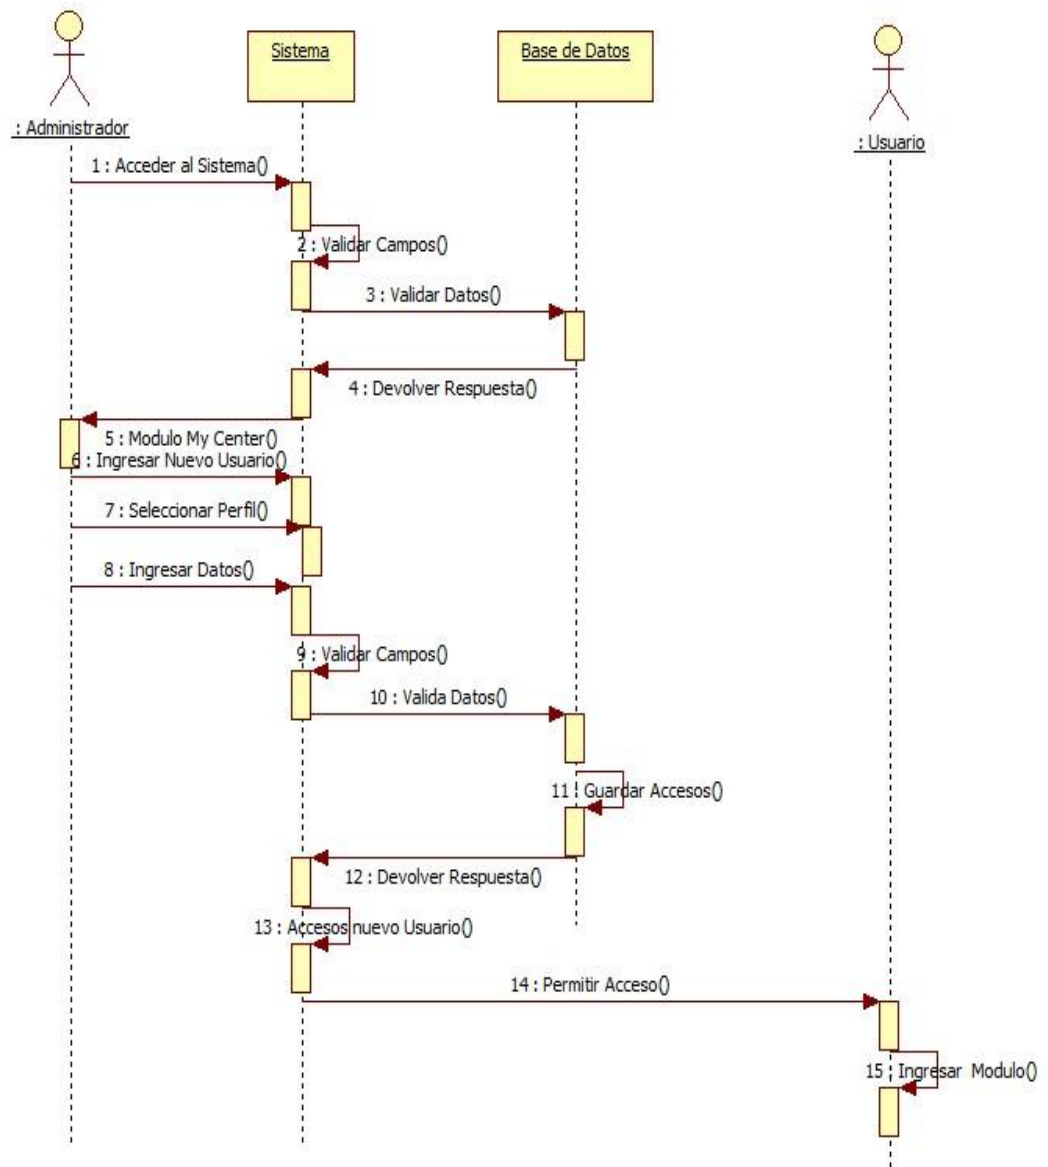 Sistema
Base de Datos
: Administrador
: Usuario
1 : Acceder al Sistema()
2 : Validar Campos()
3 : Validar Datos()
4 : Devolver Respuesta()
5 : Modulo My Center()
6 : Ingresar Nuevo Usuario()
7 : Seleccionar Perfil()
8 : Ingresar Datos()
9 : Validar Campos()
10 : Valida Datos()
11 : Guardar Accesos()
12 : Devolver Respuesta()
13 : Accesos nuevo Usuario()
14 : Permitir Acceso()
15 : Ingresar Modulo()